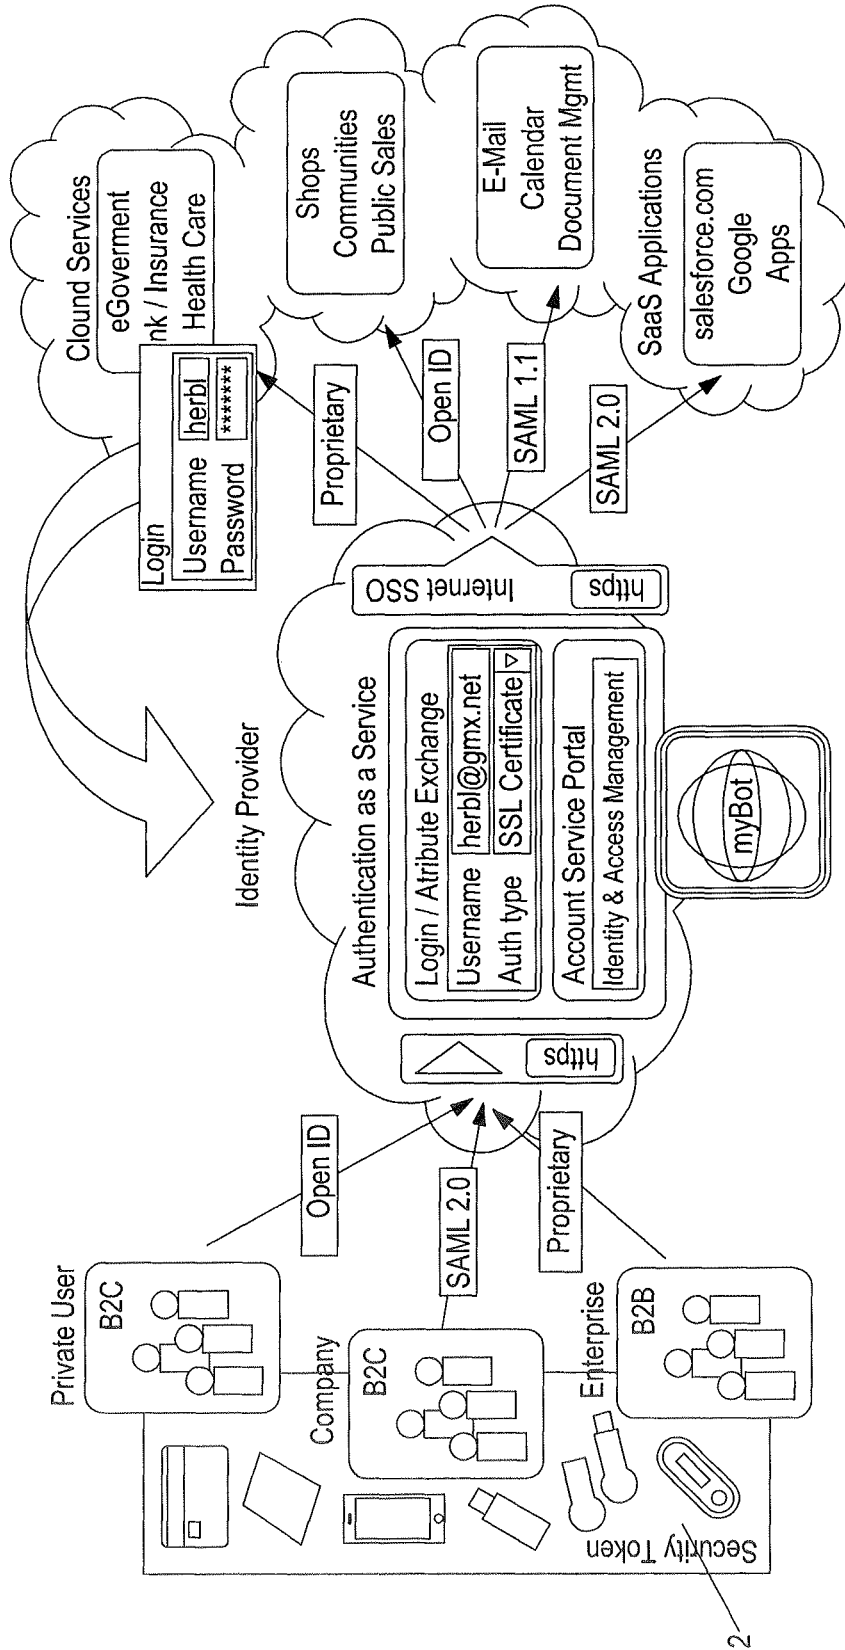 Private User
B2C
Company
B2C
Enterprise
B2B
Security Token
2
Open ID
SAML 2.0
Proprietary
Identity Provider
Authentication as a Service
Login / Atribute Exchange
Username herbl@gmx.net
Auth type SSL Certificate
Account Service Portal
Identity & Access Management
https
myBot
Internet SSO
https
Proprietary
Open ID
SAML 1.1
SAML 2.0
Login
Username herbl
Password *******
Clound Services
eGoverment
nk / Insurance
Health Care
Shops
Communities
Public Sales
E-Mail
Calendar
Document Mgmt
SaaS Applications
salesforce.com
Google
Apps